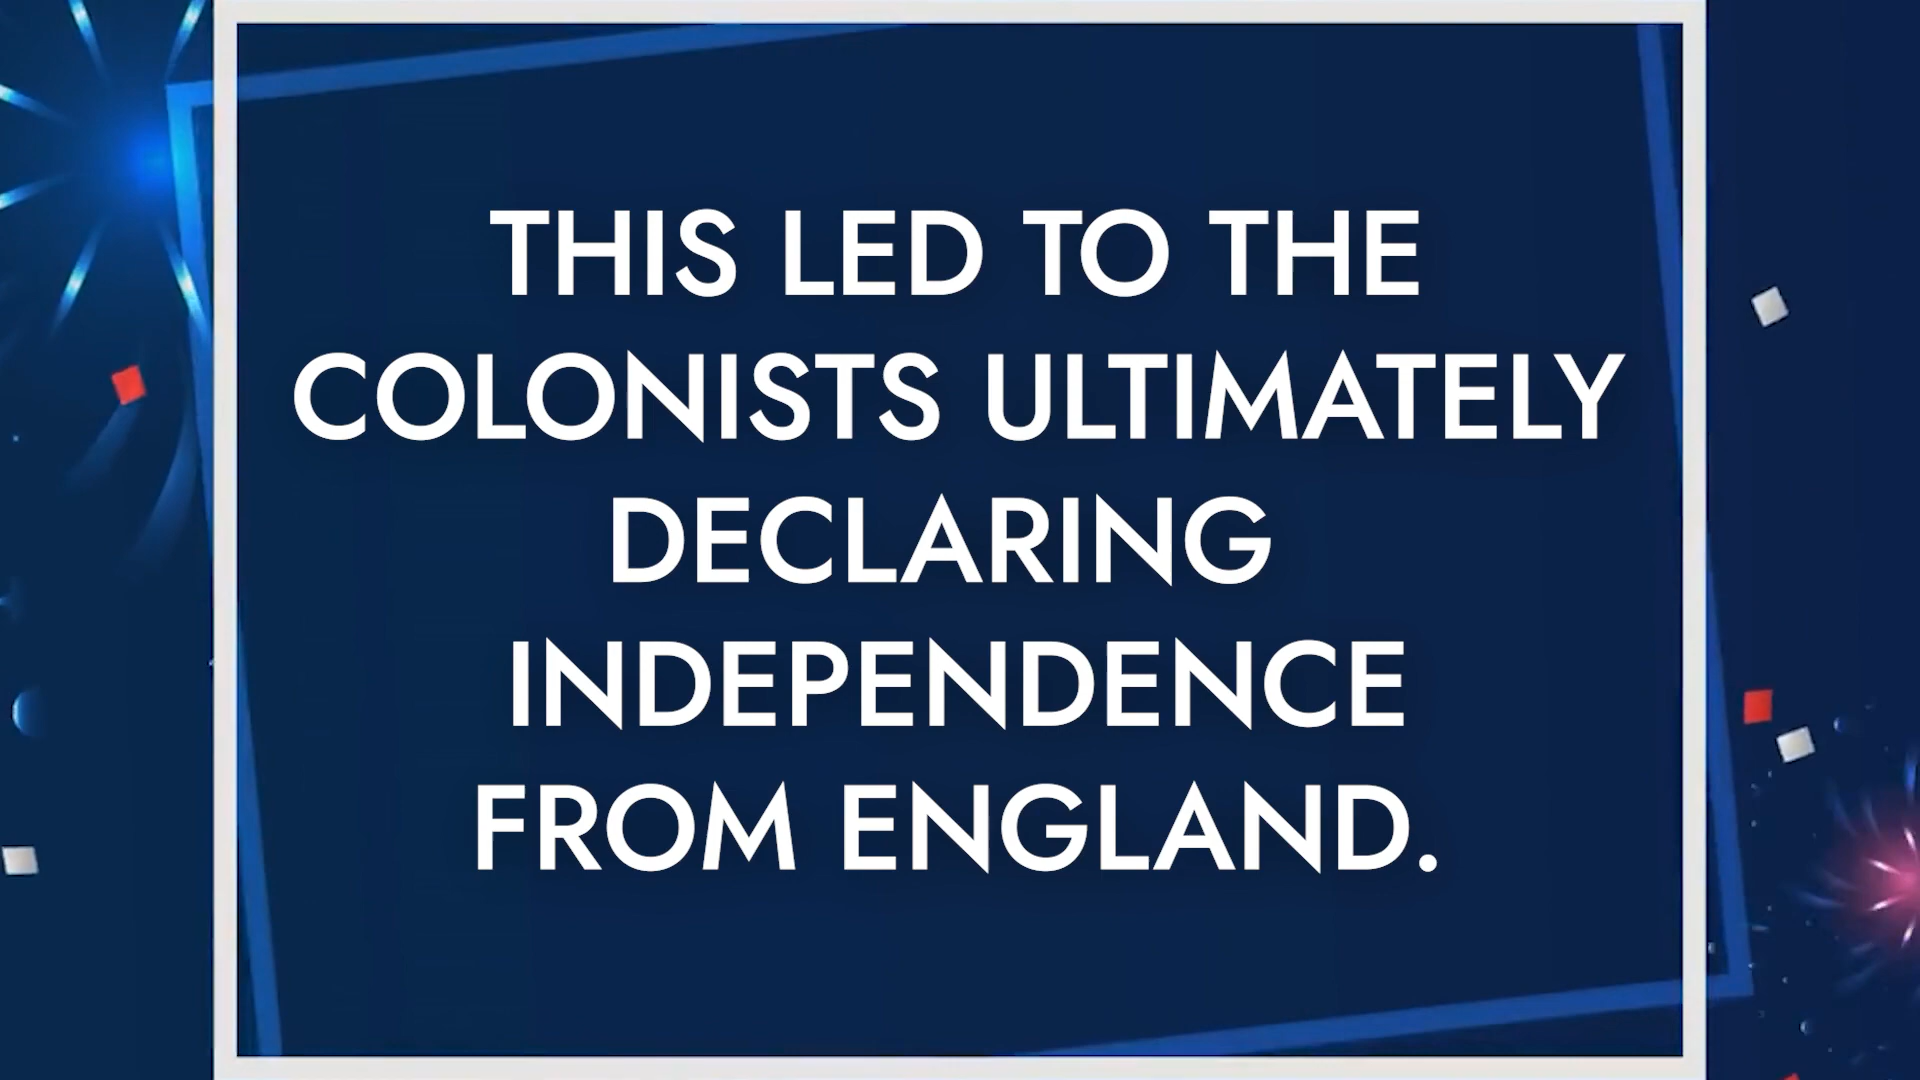 THIS LED TO THE
COLONISTS ULTIMATELY
DECLARING
INDEPENDENCE
FROM ENGLAND.